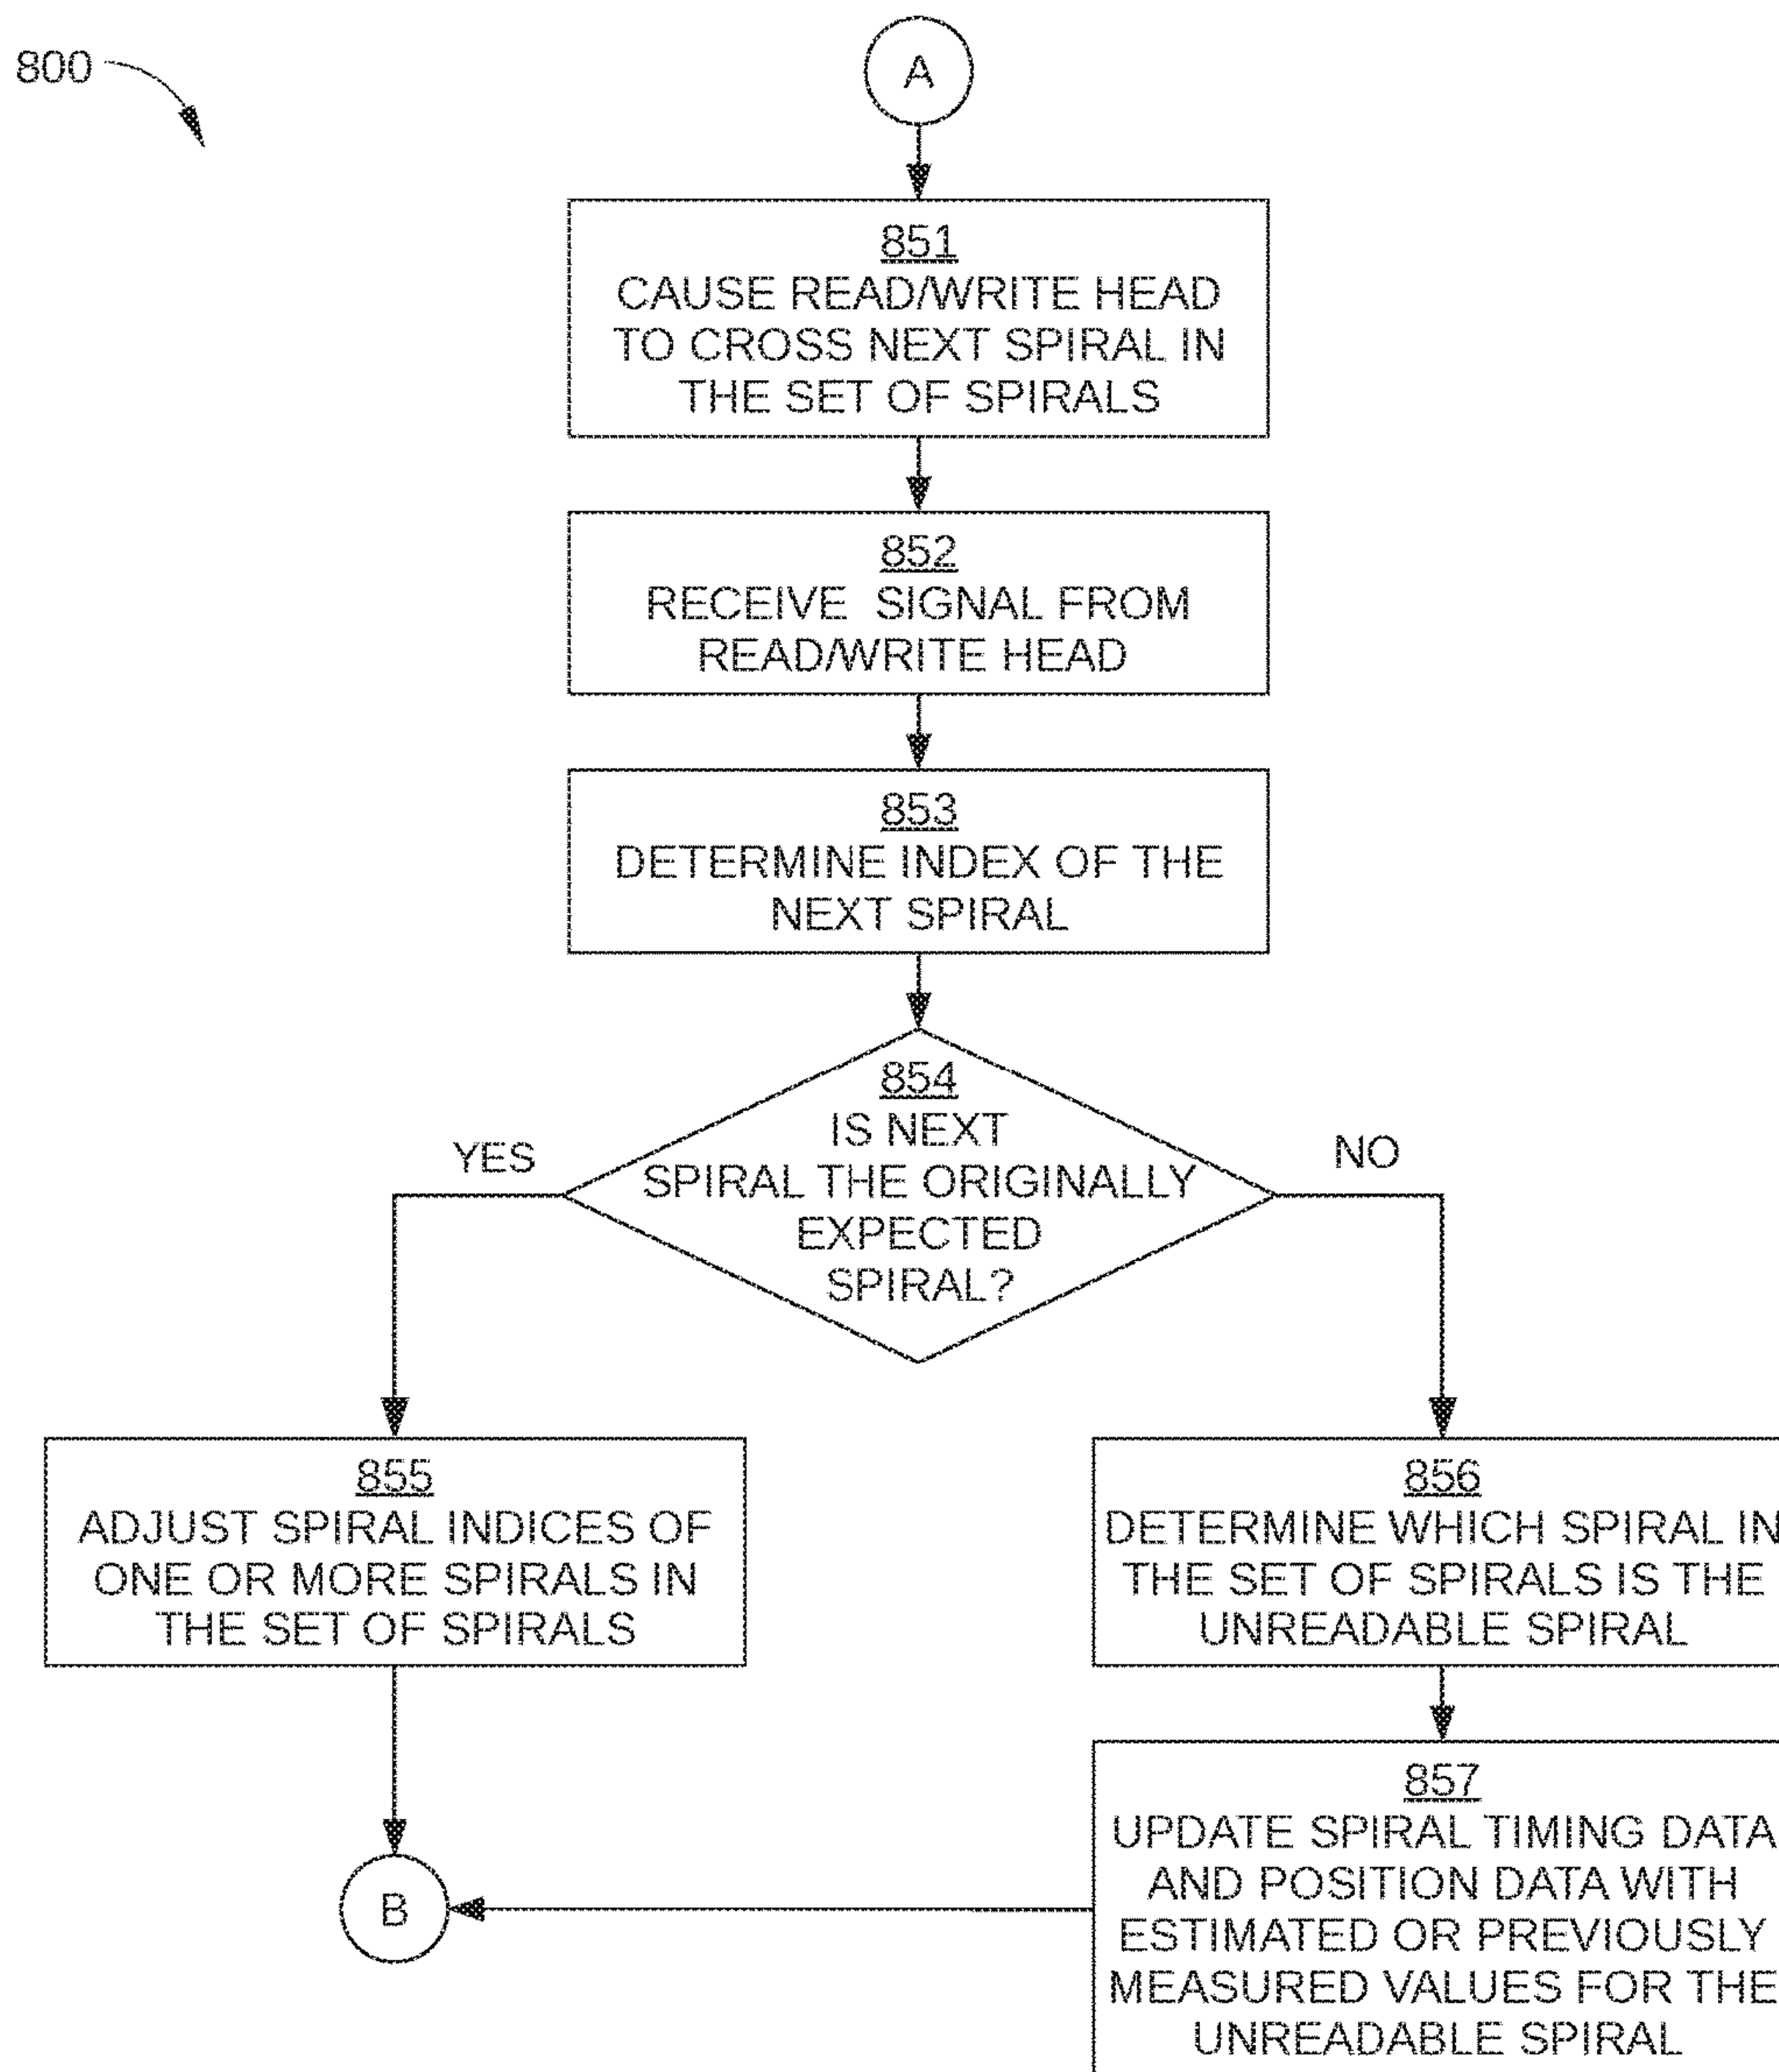 800
A
851
CAUSE READ/WRITE HEAD
TO CROSS NEXT SPIRAL IN
THE SET OF SPIRALS
852
RECEIVE SIGNAL FROM
READ/WRITE HEAD
853
DETERMINE INDEX OF THE
NEXT SPIRAL
854
IS NEXT
SPIRAL THE ORIGINALLY
EXPECTED
SPIRAL?
YES
NO
855
ADJUST SPIRAL INDICES OF
ONE OR MORE SPIRALS IN
THE SET OF SPIRALS
856
DETERMINE WHICH SPIRAL IN
THE SET OF SPIRALS IS THE
UNREADABLE SPIRAL
857
UPDATE SPIRAL TIMING DATA
AND POSITION DATA WITH
ESTIMATED OR PREVIOUSLY
MEASURED VALUES FOR THE
UNREADABLE SPIRAL
B